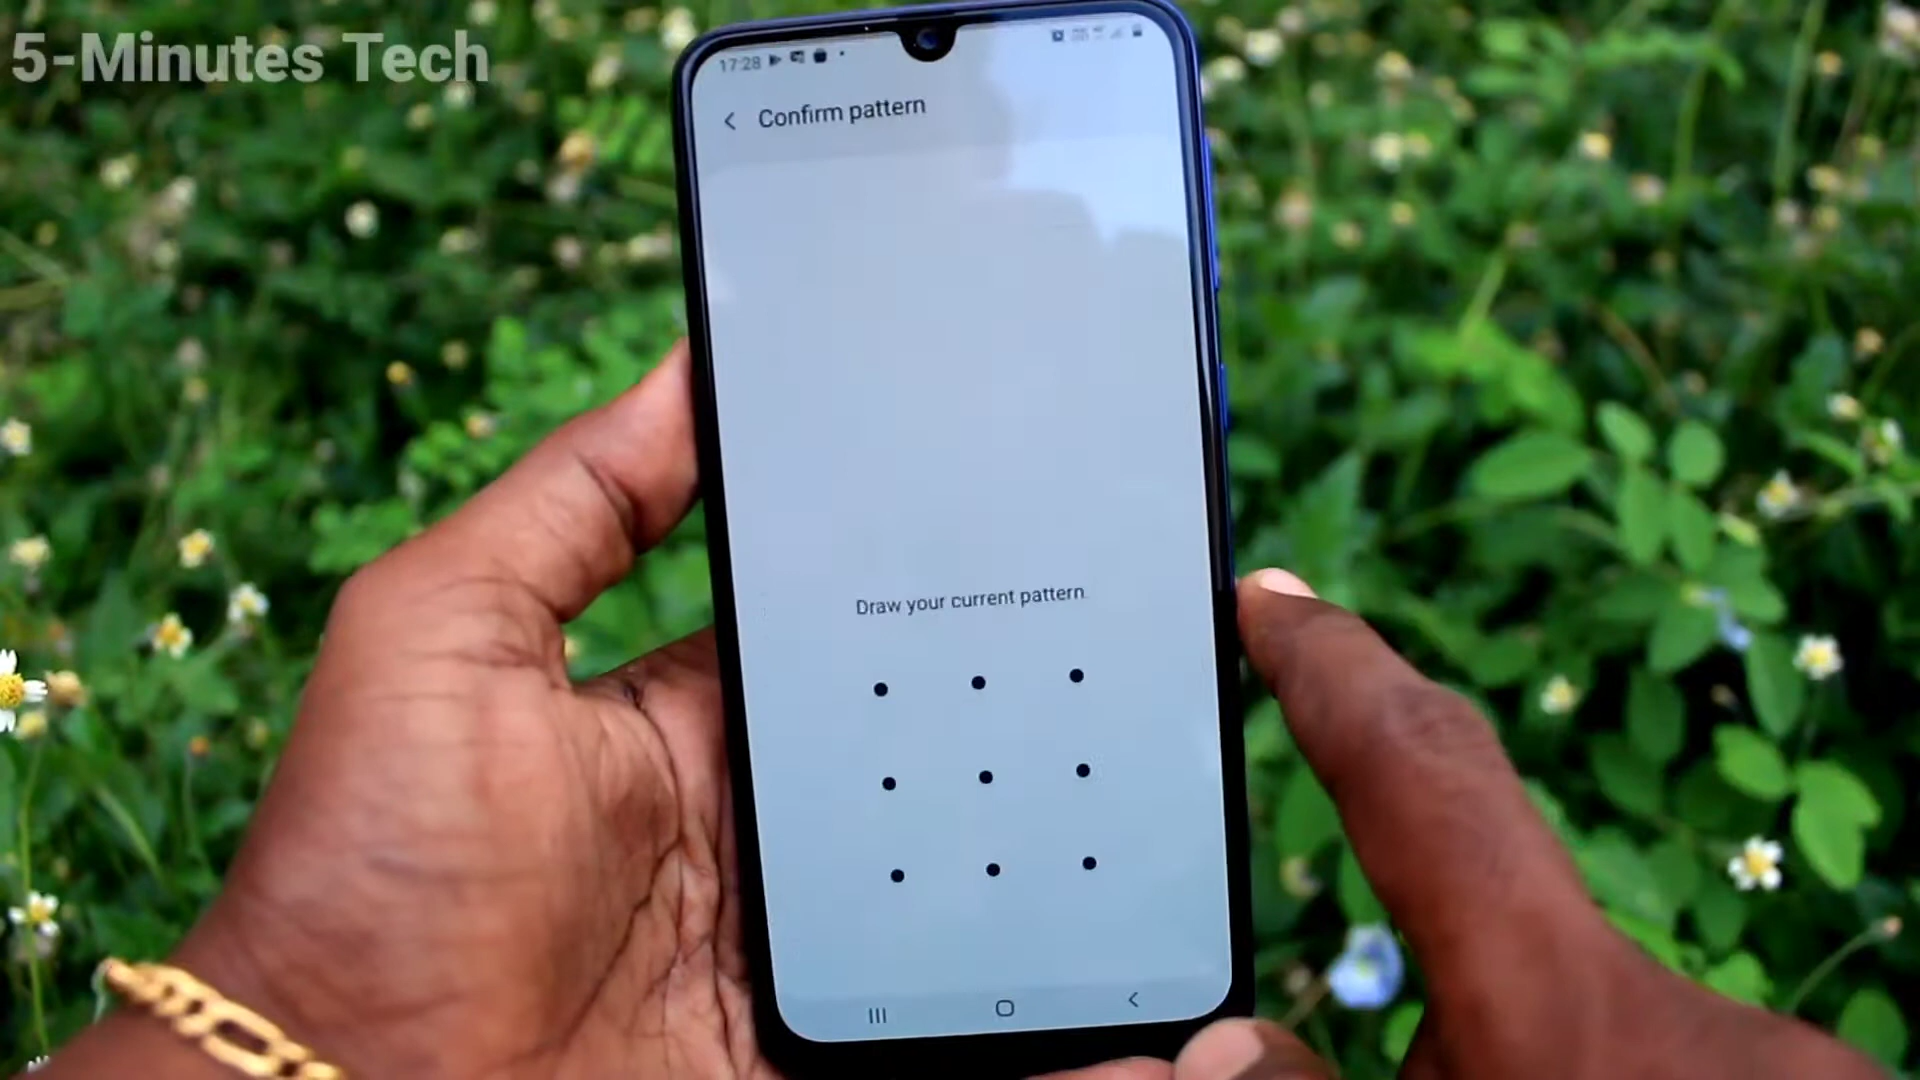 5-Minutes Tech
17:28
Confirm pattern
Draw your current pattern.